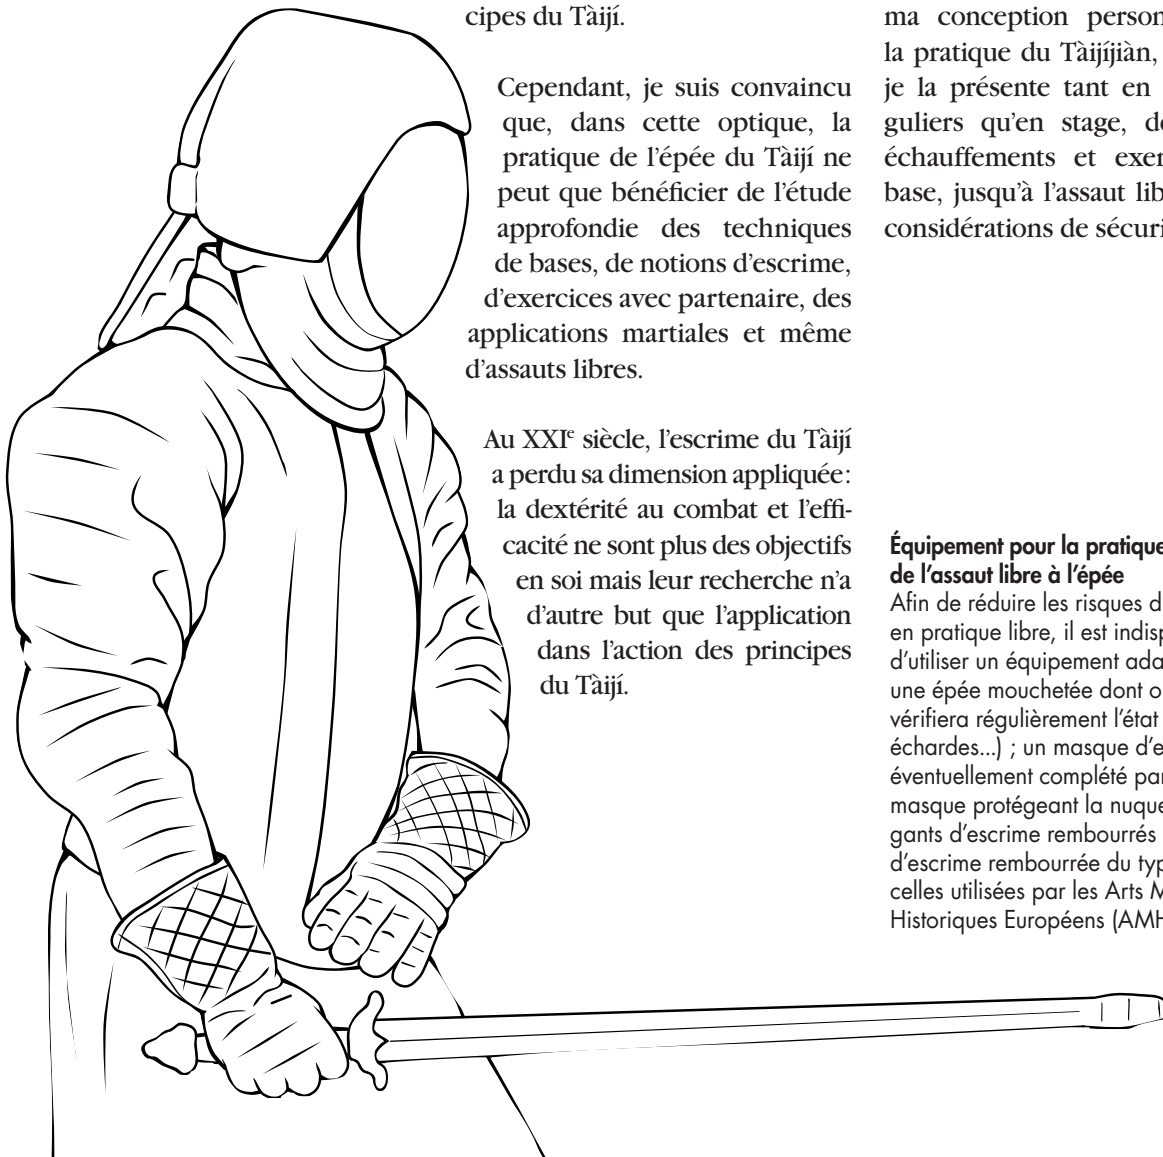 cipes du Tàijí.
Cependant, je suis convaincu
que, dans cette optique, la
pratique de l’épée du Tàijí ne
peut que bénéficier de l’étude
approfondie des techniques
de bases, de notions d’escrime,
d’exercices avec partenaire, des
applications martiales et même
d’assauts libres.
Au XXIe siècle, l’escrime du Tàijí
a perdu sa dimension appliquée:
la dextérité au combat et l’effi-
cacité ne sont plus des objectifs
en soi mais leur recherche n’a
d’autre but que l’application
dans l’action des principes
du Tàijí.
ma conception person
la pratique du Tàijíjiàn,
je la présente tant en
guliers qu’en stage, de
échauffements et exer
base, jusqu’à l’assaut lib
considérations de sécuri
Équipement pour la pratique
de l’assaut libre à l’épée
Afin de réduire les risques d
en pratique libre, il est indisp
d’utiliser un équipement ada
une épée mouchetée dont o
vérifiera régulièrement l’état
échardes...) ; un masque d’e
éventuellement complété par
masque protégeant la nuque
gants d’escrime rembourrés
d’escrime rembourrée du typ
celles utilisées par les Arts M
Historiques Européens (AMH